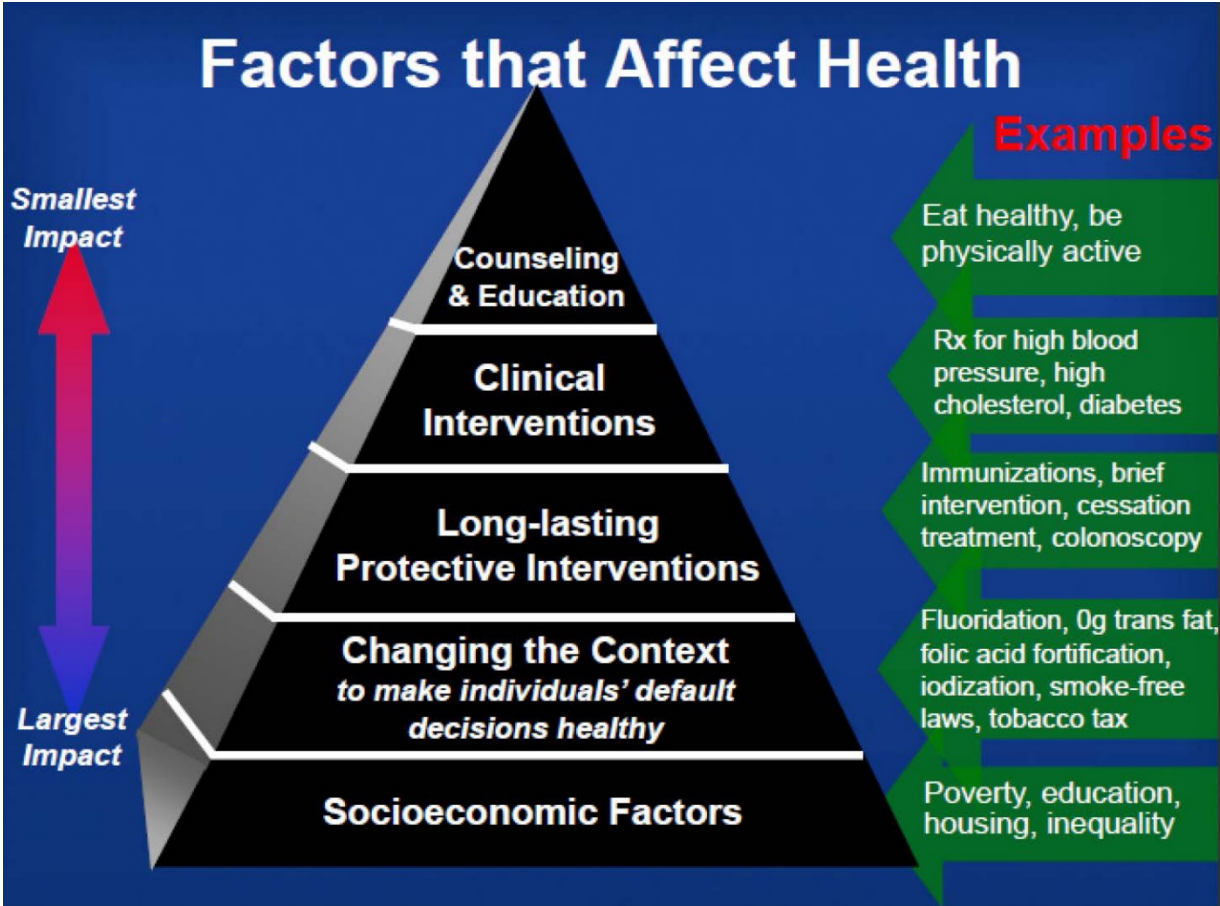 Factors that Affect Health
Examples
Smallest
Impact
Largest
Impact
Counseling
& Education
Eat healthy, be
physically active
Clinical
Interventions
Rx for high blood
pressure, high
cholesterol, diabetes
Long-lasting
Protective Interventions
Immunizations, brief
intervention, cessation
treatment, colonoscopy
Changing the Context
to make individuals’ default
decisions healthy
Fluoridation, 0g trans fat,
folic acid fortification,
iodization, smoke-free
laws, tobacco tax
Socioeconomic Factors
Poverty, education,
housing, inequality